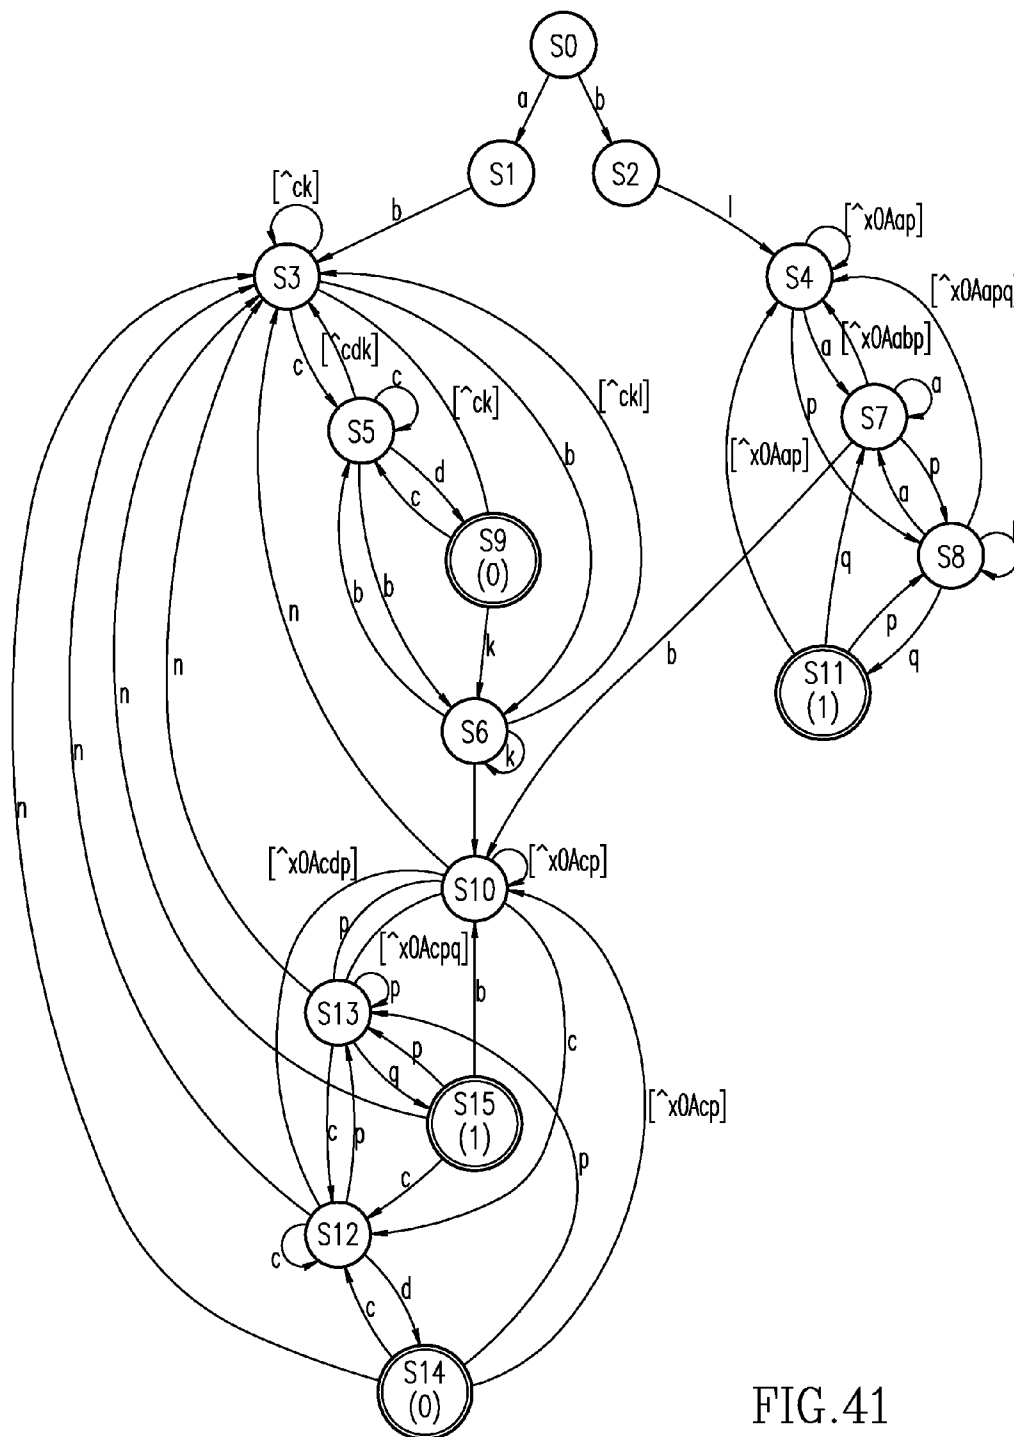 S0
a
b
S1
S2
[^ck]
b
l
[^x0Aap]
S3
S4
[^x0Aapq]
[^cdk]
a
[^x0Aabp]
c
c
[^ck]
[^ckl]
a
p
S7
S5
b
[^x0Aap]
d
p
c
a
S9
(0)
S8
q
b
b
n
p
k
b
q
n
S11
(1)
n
S6
k
n
n
[^x0Acdp]
[^x0Acp]
S10
p
[^x0Acpq]
p
b
S13
c
p
q
S15
(1)
[^x0Acp]
c
p
p
c
S12
c
d
c
S14
(0)
FIG.41